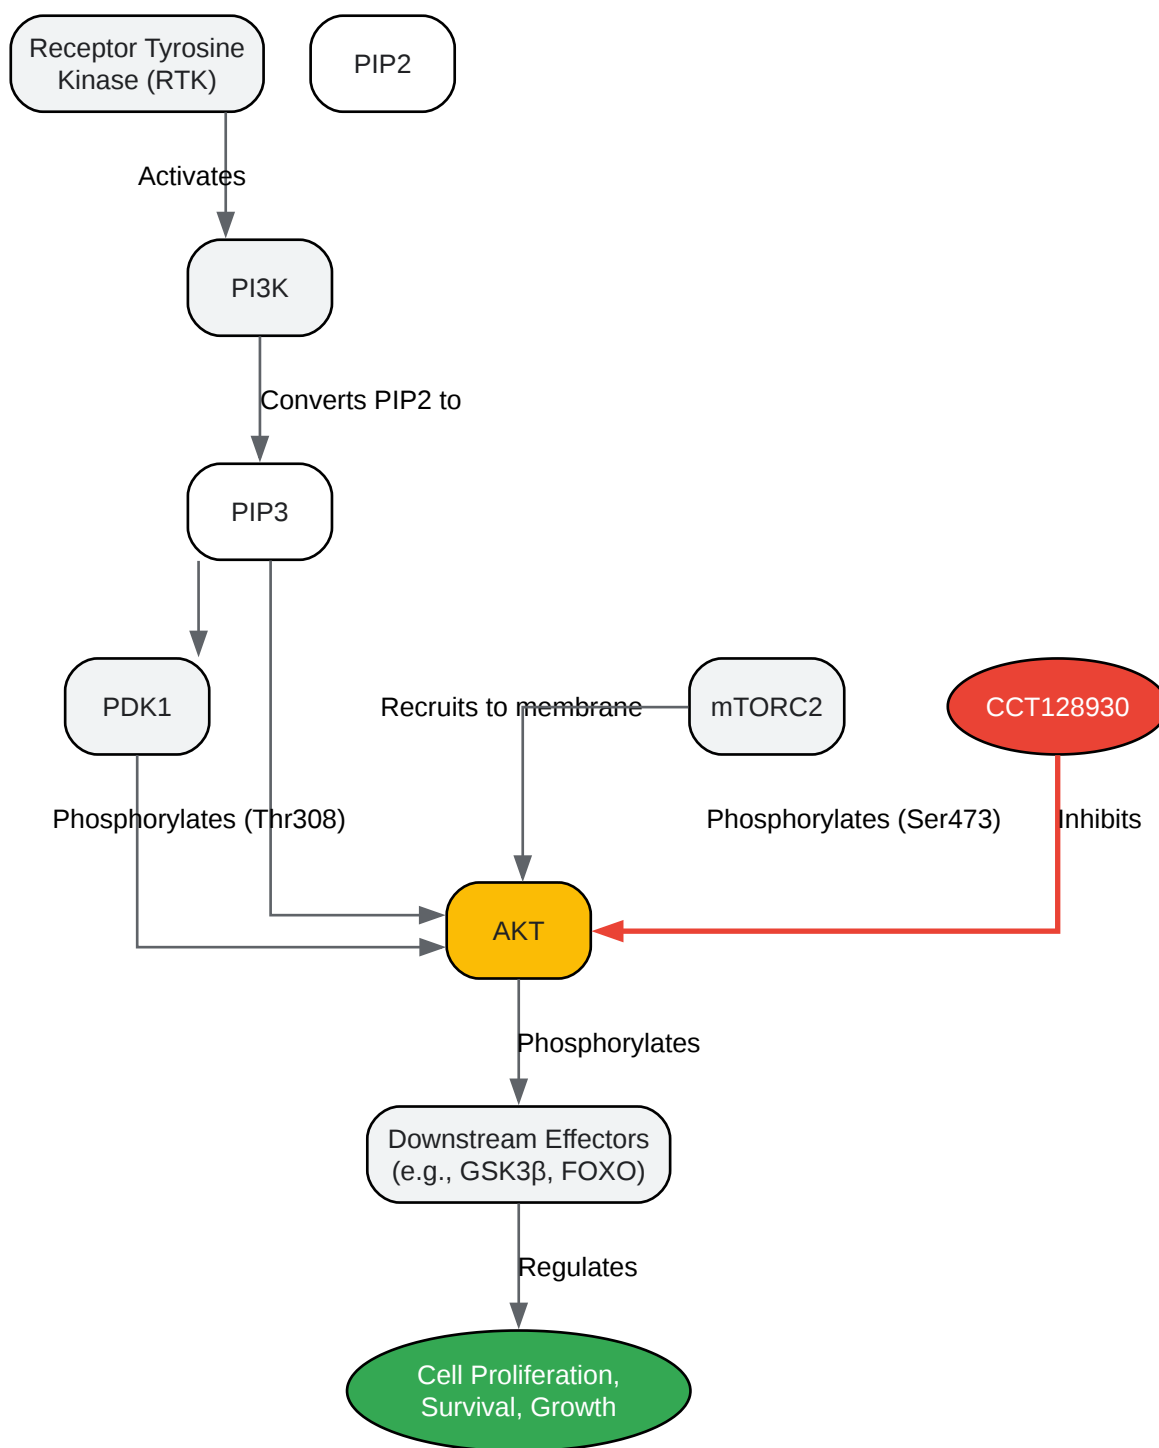 Receptor Tyrosine
Kinase (RTK)
PIP2
Activates
PI3K
Converts PIP2 to
PIP3
PDK1
Recruits to membrane
mTORC2
CCT128930
Phosphorylates (Thr308)
Phosphorylates (Ser473)
Inhibits
AKT
Phosphorylates
Downstream Effectors
(e.g., GSK3β, FOXO)
Regulates
Cell Proliferation,
Survival, Growth